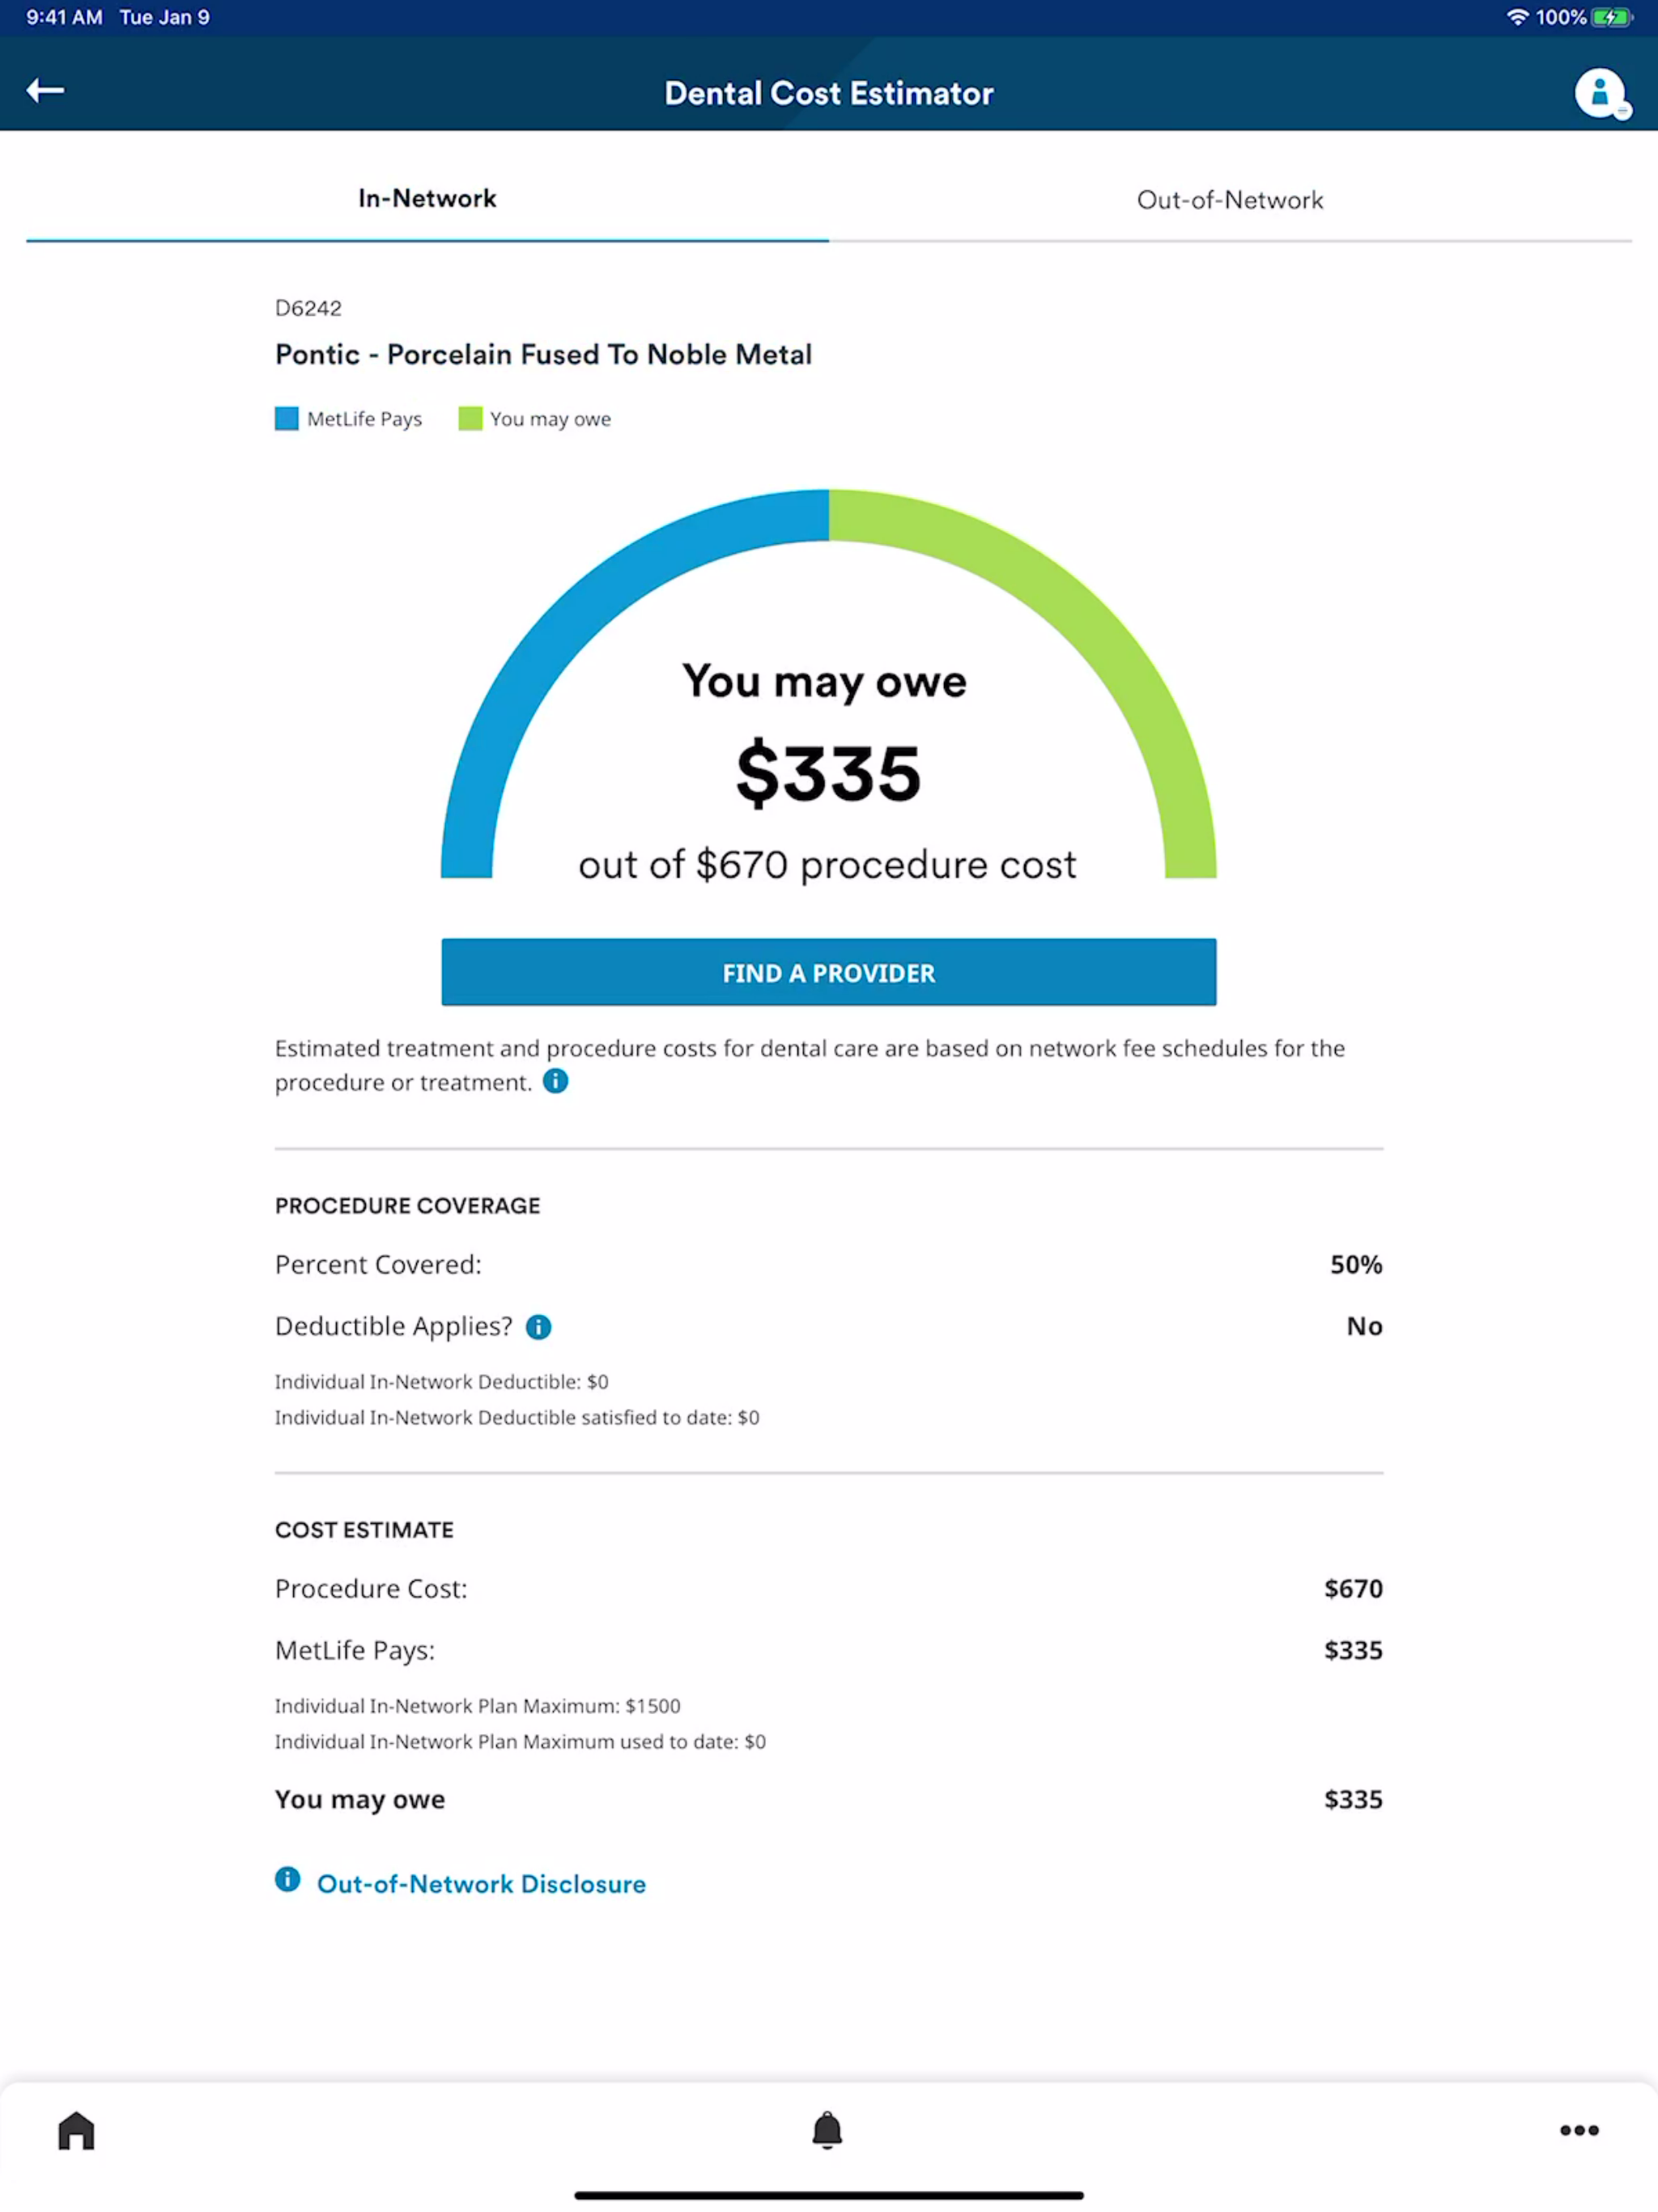 9:41 AM Tue Jan 9 100%
Dental Cost Estimator
In-Network Out-of-Network
D6242
Pontic - Porcelain Fused To Noble Metal
MetLife Pays You may owe
You may owe
$335
out of $670 procedure cost
FIND A PROVIDER
Estimated treatment and procedure costs for dental care are based on network fee schedules for the
procedure or treatment.
PROCEDURE COVERAGE
Percent Covered: 50%
Deductible Applies? No
Individual In-Network Deductible: $0
Individual In-Network Deductible satisfied to date: $0
COST ESTIMATE
Procedure Cost: $670
MetLife Pays: $335
Individual In-Network Plan Maximum: $1500
Individual In-Network Plan Maximum used to date: $0
You may owe $335
Out-of-Network Disclosure